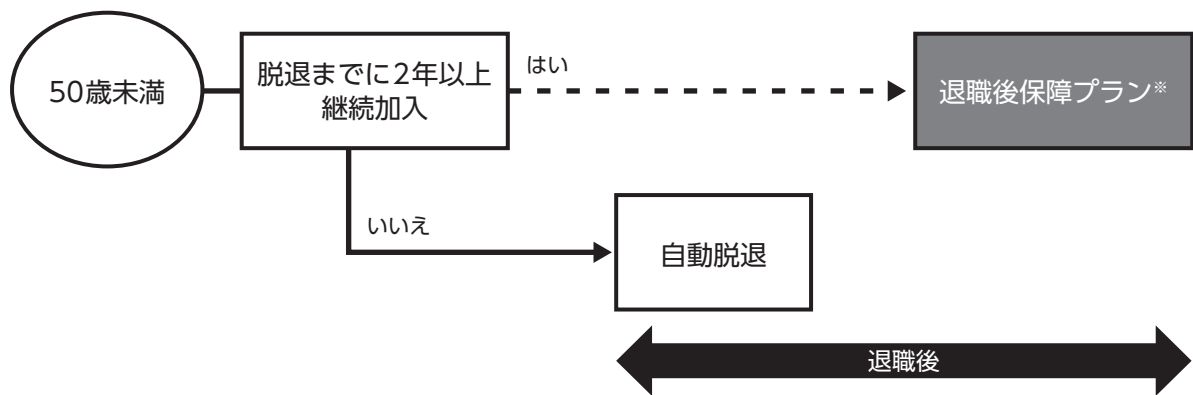 50歳未満
脱退までに2年以上
継続加入
はい
退職後保障プラン※
いいえ
自動脱退
退職後